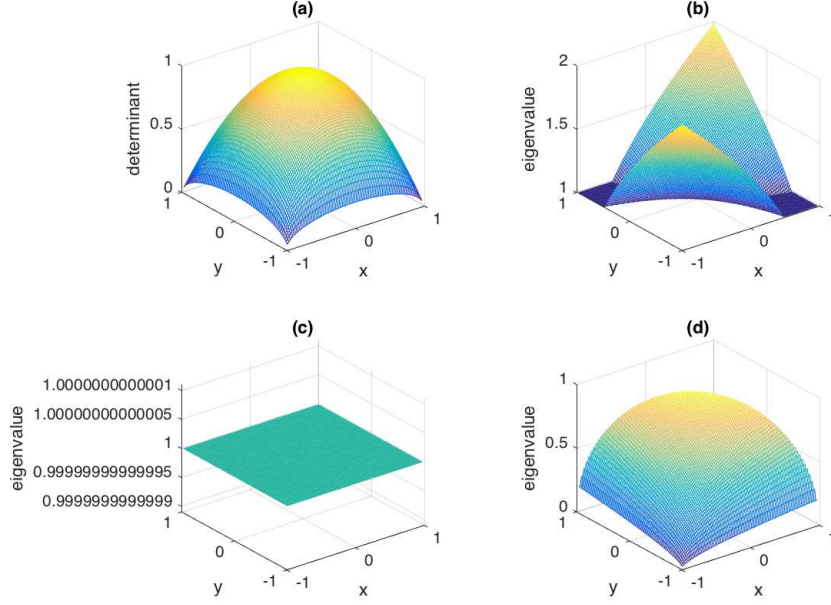 (a)
determinant
1
0.5
0
1
0
-1
y
-1
0
1
x
(b)
eigenvalue
2
1.5
1
1
0
-1
y
-1
0
1
x
(c)
eigenvalue
1.0000000000001
1.00000000000005
1
0.99999999999995
0.9999999999999
1
0
-1
y
-1
0
1
x
(d)
eigenvalue
1
0.5
0
1
0
-1
y
-1
0
1
x